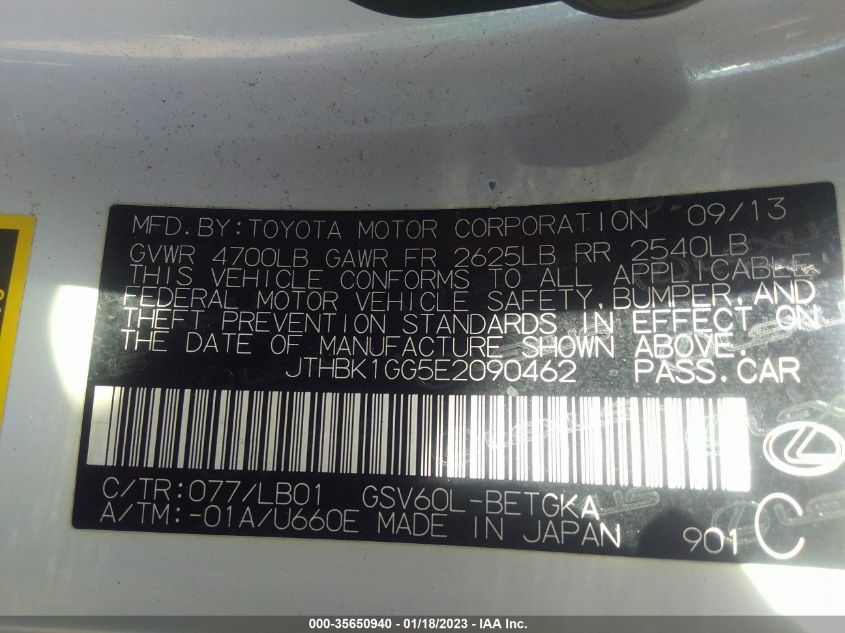 MFD.BY:TOYOTA MOTOR CORPORATION 09/13
GVWR 4700LB GAWR FR 2625LB RR 2540LB
THIS VEHICLE CONFORMS TO ALL APPLICABLE
FEDERAL MOTOR VEHICLE SAFETY,BUMPER,AND
THEFT PREVENTION STANDARDS IN EFFECT ON
THE DATE OF MANUFACTURE SHOWN ABOVE.
JTHBK1GG5E2090462 PASS.CAR
C/TR:077/LB01 GSV60L-BETGKA
A/TM:-01A/U660E MADE IN JAPAN 901 C
000-35650940 - 01/18/2023 - IAA Inc.